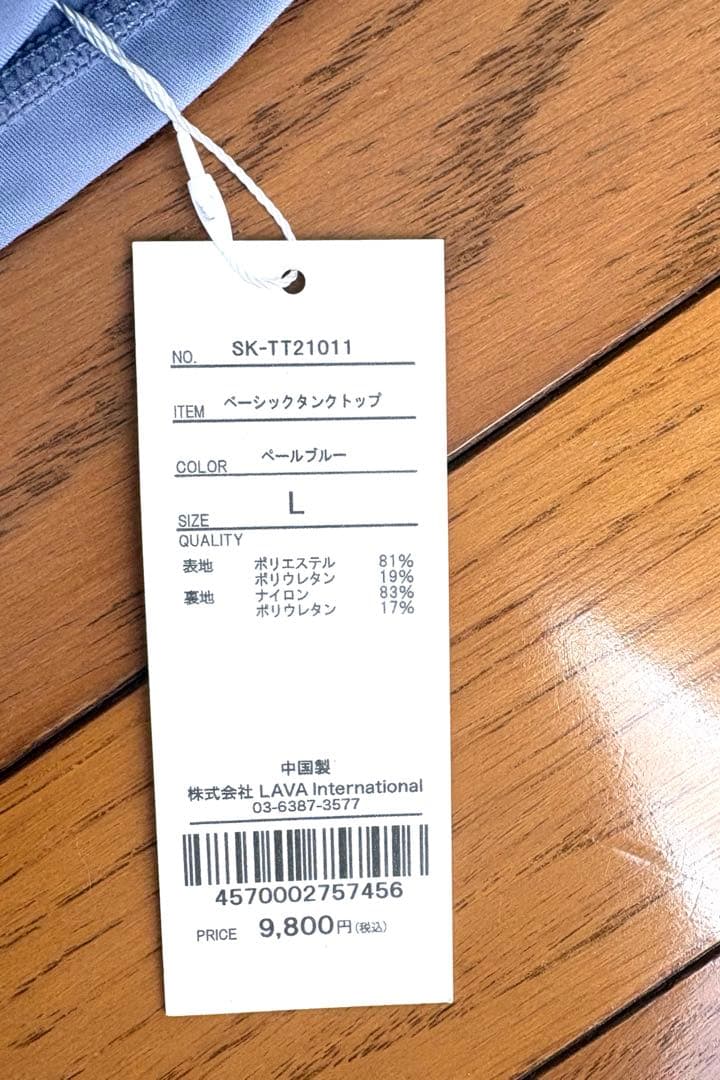 NO. SK-TT21011
ITEM ベーシックタンクトップ
COLOR ペールブルー
SIZE L
QUALITY
表地 ポリエステル 81%
ポリウレタン 19%
裏地 ナイロン 83%
ポリウレタン 17%
中国製
株式会社 LAVA International
03-6387-3577
4570002757456
PRICE 9,800円(税込)